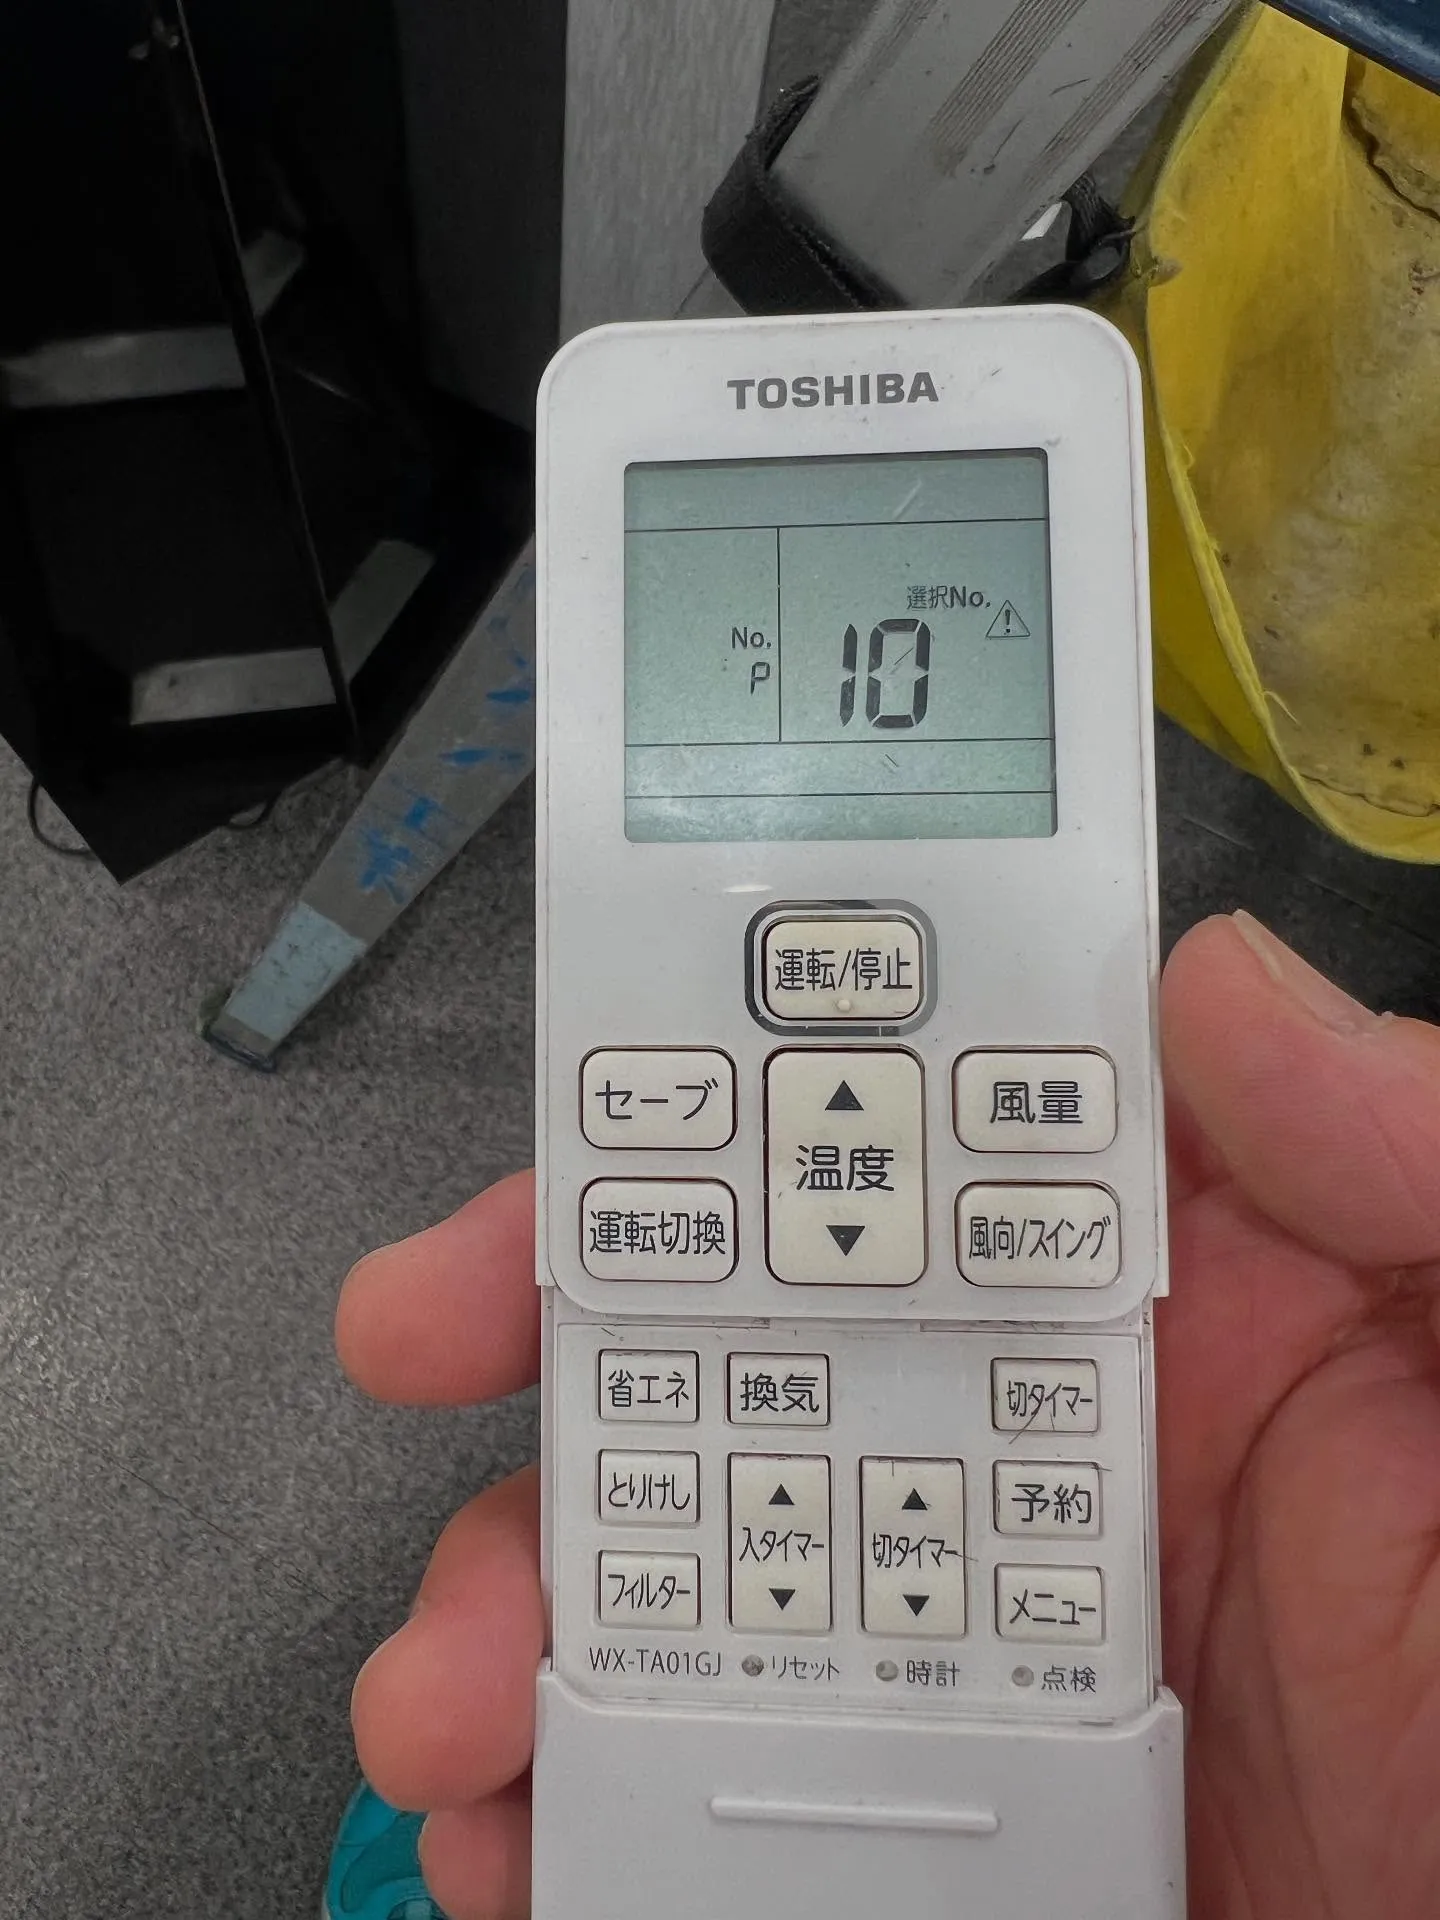 TOSHIBA
選択No.
No.
P
10
運転/停止
セーブ
温度
風量
運転切換
風向/スイング
省エネ
換気
切タイマー
とりけし
入タイマー
切タイマー
予約
フィルター
メニュー
WX-TA01GJ
リセット
時計
点検